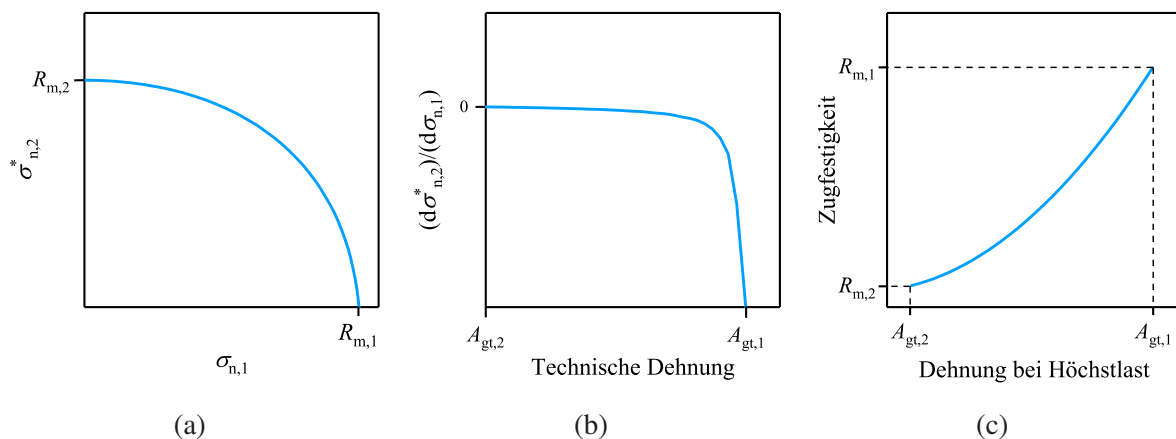 R_m,2
σ*_n,2
R_m,1
σ_n,1
(a)
0
(dσ*_n,2)/(dσ_n,1)
A_gt,2
A_gt,1
Technische Dehnung
(b)
R_m,1
Zugfestigkeit
R_m,2
A_gt,2
A_gt,1
Dehnung bei Höchstlast
(c)